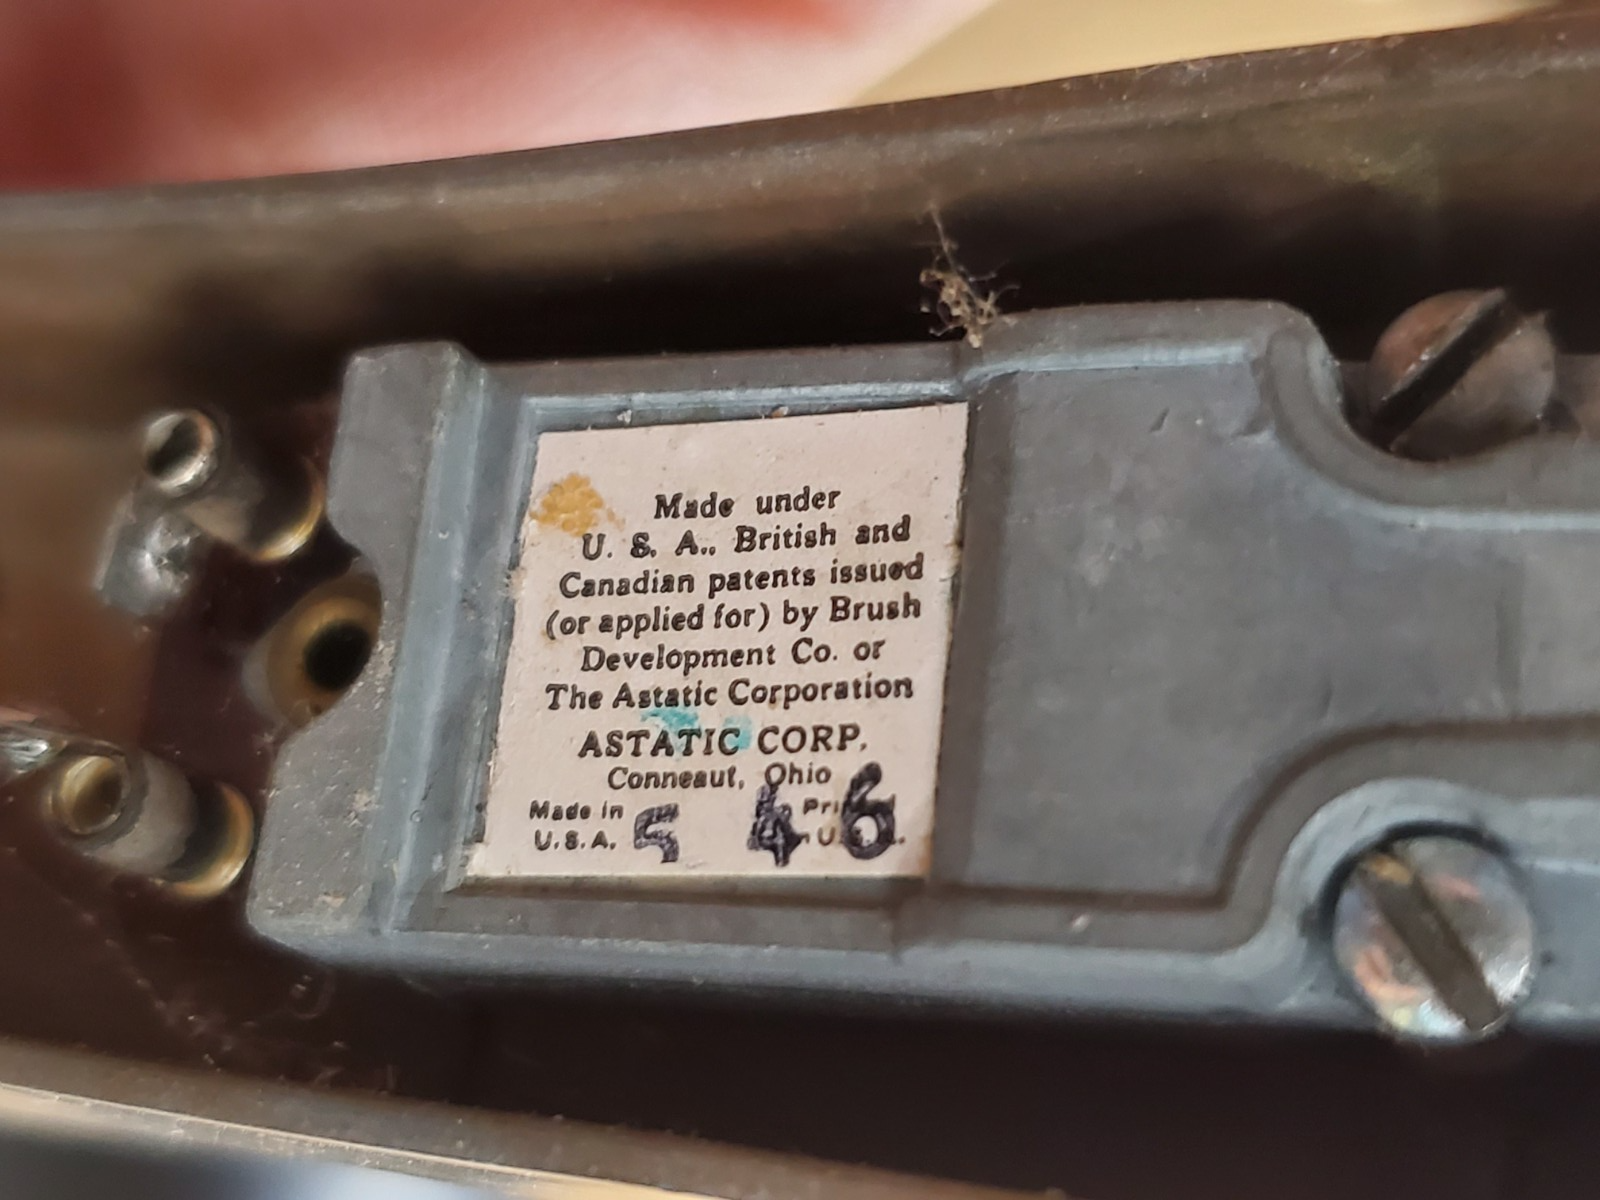 Made under
U. S. A., British and
Canadian patents issued
(or applied for) by Brush
Development Co. or
The Astatic Corporation
ASTATIC CORP.
Conneaut, Ohio
Made in
U.S.A.
5 6